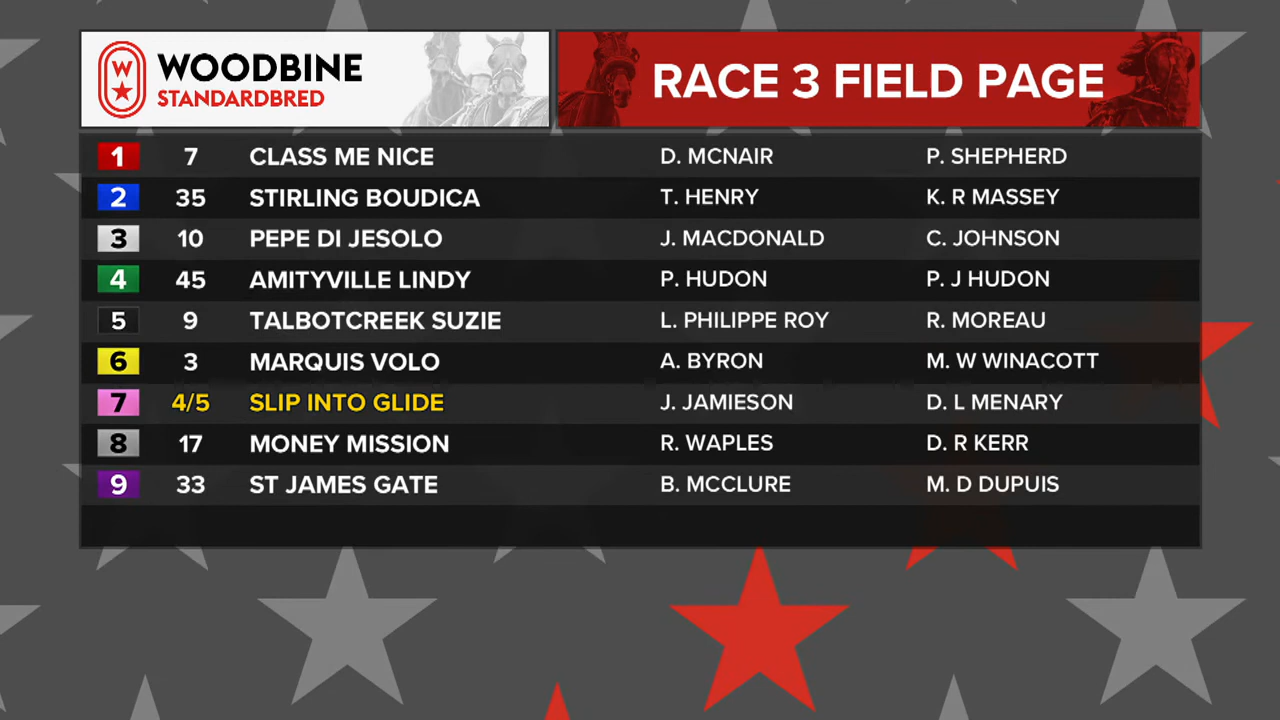 W
WOODBINE
STANDARDBRED
RACE 3 FIELD PAGE
1 7 CLASS ME NICE D. MCNAIR P. SHEPHERD
2 35 STIRLING BOUDICA T. HENRY K. R MASSEY
3 10 PEPE DI JESOLO J. MACDONALD C. JOHNSON
4 45 AMITYVILLE LINDY P. HUDON P. J HUDON
5 9 TALBOTCREEK SUZIE L. PHILIPPE ROY R. MOREAU
6 3 MARQUIS VOLO A. BYRON M. W WINACOTT
7 4/5 SLIP INTO GLIDE J. JAMIESON D. L MENARY
8 17 MONEY MISSION R. WAPLES D. R KERR
9 33 ST JAMES GATE B. MCCLURE M. D DUPUIS